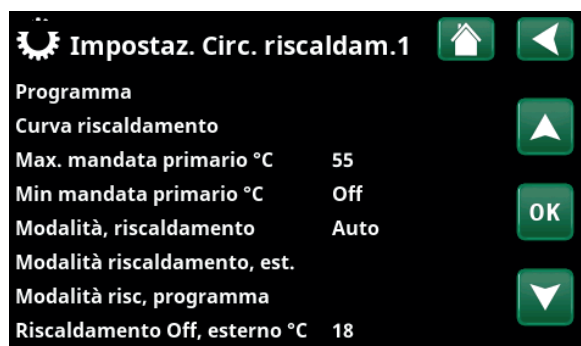 Impostaz. Circ. riscaldam.1
Programma
Curva riscaldamento
Max. mandata primario °C 55
Min mandata primario °C Off
Modalità, riscaldamento Auto
Modalità riscaldamento, est.
Modalità risc, programma
Riscaldamento Off, esterno °C 18
OK